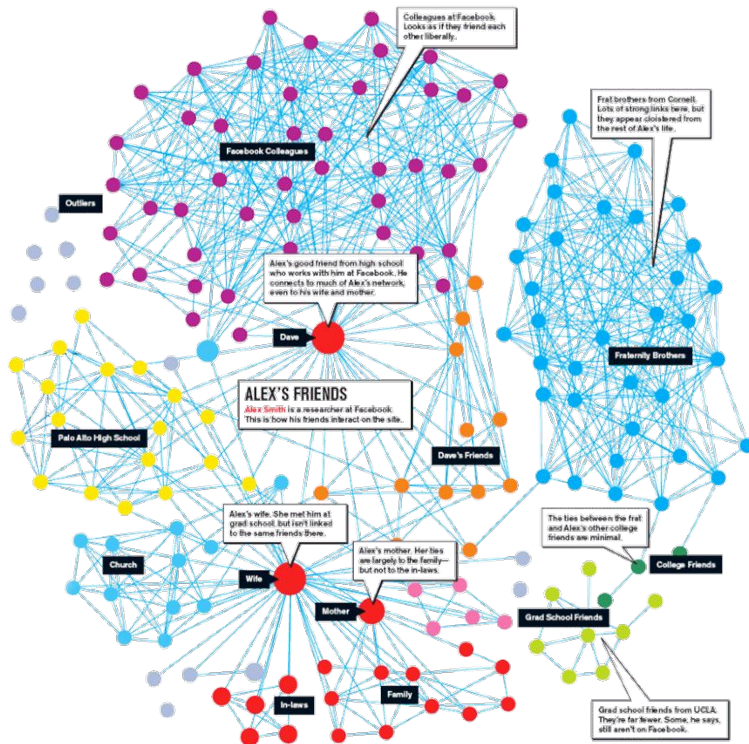 Colleagues at Facebook.
Looks as if they friend each
other liberally.
Frat brothers from Cornell.
Lots of strong links here, but
they appear cloistered from
the rest of Alex's life.
Facebook Colleagues
Outliers
Alex's good friend from high school
who works with him at Facebook. He
connects to much of Alex's network,
even to his wife and mother.
Dave
Fraternity Brothers
ALEX'S FRIENDS
Alex Smith is a researcher at Facebook.
This is how his friends interact on the site.
Palo Alto High School
Dave's Friends
Alex's wife. She met him at
grad school, but isn't linked
to the same friends there.
The ties between the frat
and Alex's other college
friends are minimal.
Alex's mother. Her ties
are largely to the family—
but not to the in-laws.
Church
College Friends
Wife
Mother
Grad School Friends
Family
In-laws
Grad school friends from UCLA.
They're far fewer. Some, he says,
still aren't on Facebook.